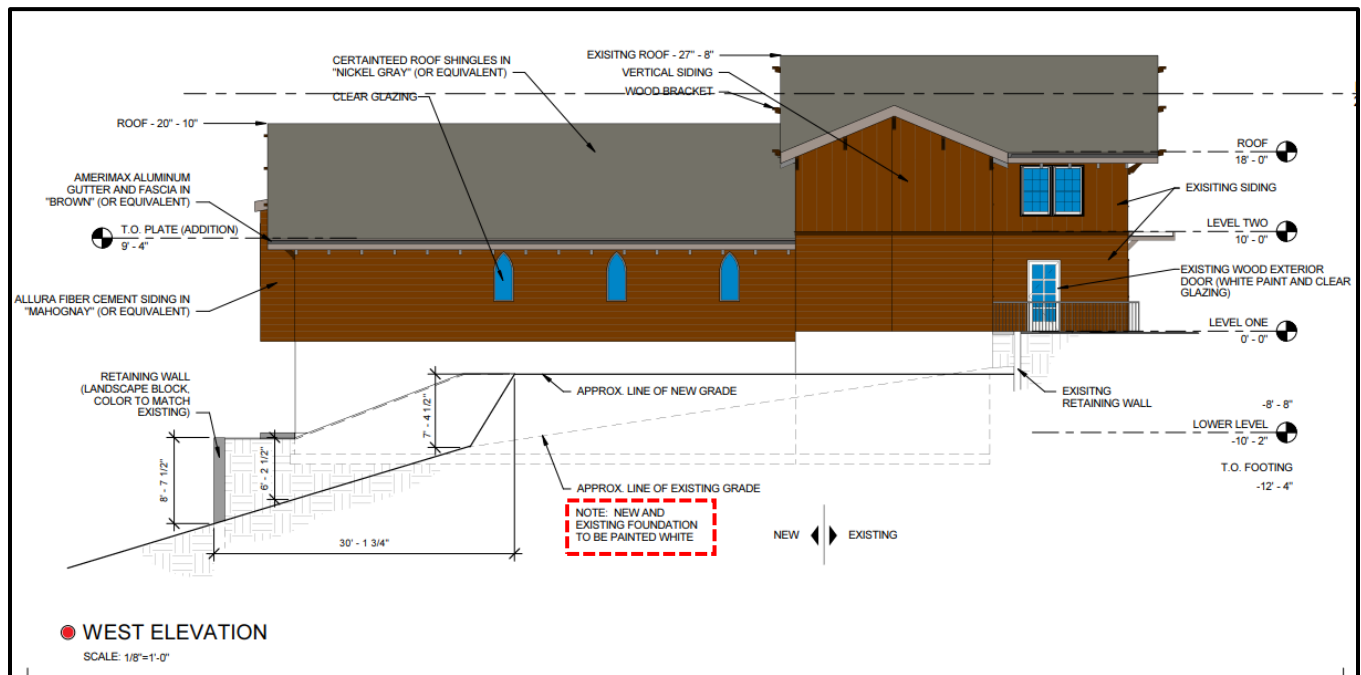 CERTAINTEED ROOF SHINGLES IN
"NICKEL GRAY" (OR EQUIVALENT)
CLEAR GLAZING
EXISITNG ROOF - 27" - 8"
VERTICAL SIDING
WOOD BRACKET
ROOF - 20" - 10"
AMERIMAX ALUMINUM
GUTTER AND FASCIA IN
"BROWN" (OR EQUIVALENT)
T.O. PLATE (ADDITION)
9' - 4"
ALLURA FIBER CEMENT SIDING IN
"MAHOGNAY" (OR EQUIVALENT)
ROOF
18' - 0"
EXISITING SIDING
LEVEL TWO
10' - 0"
EXISTING WOOD EXTERIOR
DOOR (WHITE PAINT AND CLEAR
GLAZING)
LEVEL ONE
0' - 0"
RETAINING WALL
(LANDSCAPE BLOCK,
COLOR TO MATCH
EXISTING)
APPROX. LINE OF NEW GRADE
EXISITNG
RETAINING WALL
-8' - 8"
LOWER LEVEL
-10' - 2"
T.O. FOOTING
-12' - 4"
7' - 4 1/2"
8' - 7 1/2"
6' - 2 1/2"
APPROX. LINE OF EXISTING GRADE
NOTE: NEW AND
EXISTING FOUNDATION
TO BE PAINTED WHITE
NEW EXISTING
30' - 1 3/4"
WEST ELEVATION
SCALE: 1/8"=1'-0"